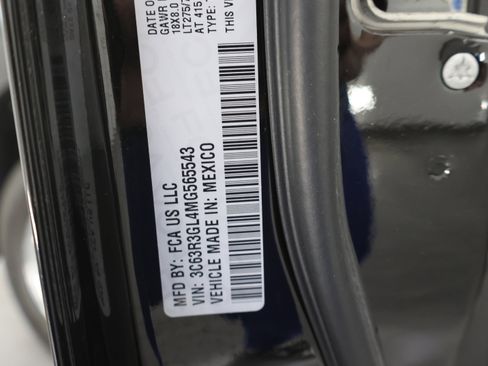 DATE O
GAWR
18X8.0
LT275/
AT 415
TYPE:
THIS V
MFD BY: FCA US LLC
VIN: 3C63R3GL4MG565543
VEHICLE MADE IN: MEXICO